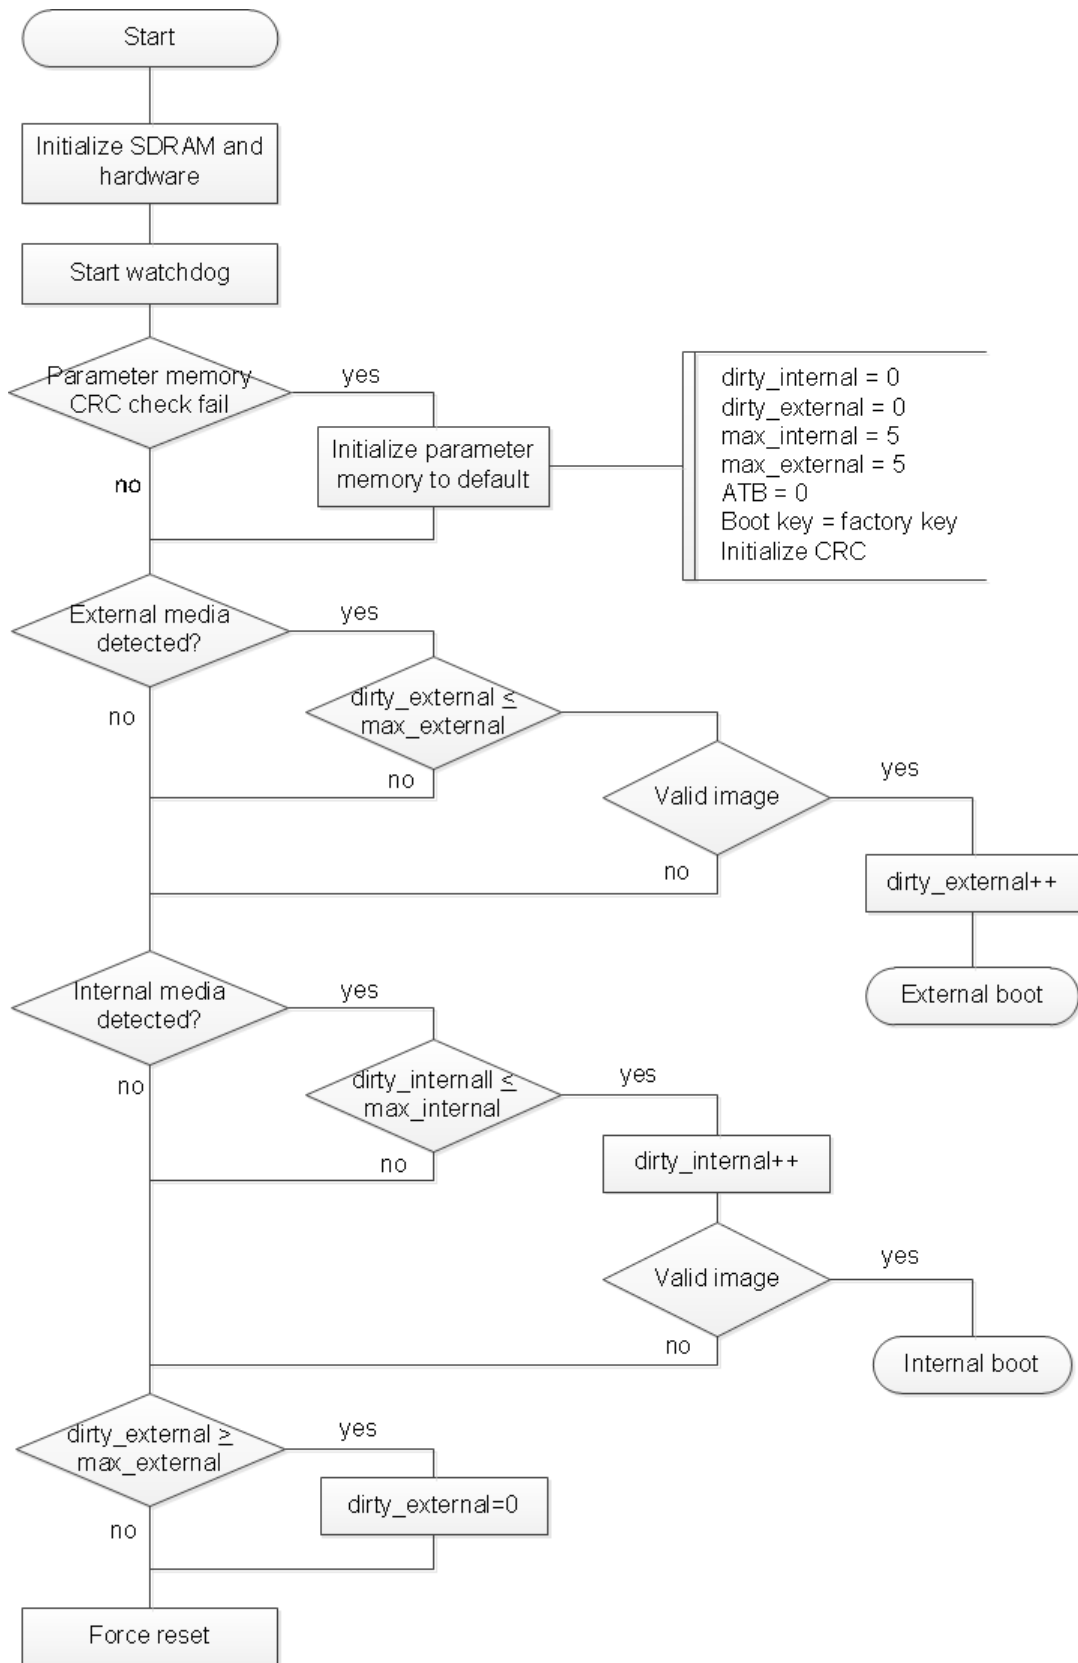 Start
Initialize SDRAM and
hardware
Start watchdog
Parameter memory
CRC check fail
yes
no
Initialize parameter
memory to default
dirty_internal = 0
dirty_external = 0
max_internal = 5
max_external = 5
ATB = 0
Boot key = factory key
Initialize CRC
External media
detected?
yes
no
dirty_external ≤
max_external
no
Valid image
yes
no
dirty_external++
External boot
Internal media
detected?
yes
no
dirty_internall ≤
max_internal
yes
no
dirty_internal++
Valid image
yes
no
Internal boot
dirty_external ≥
max_external
yes
no
dirty_external=0
Force reset